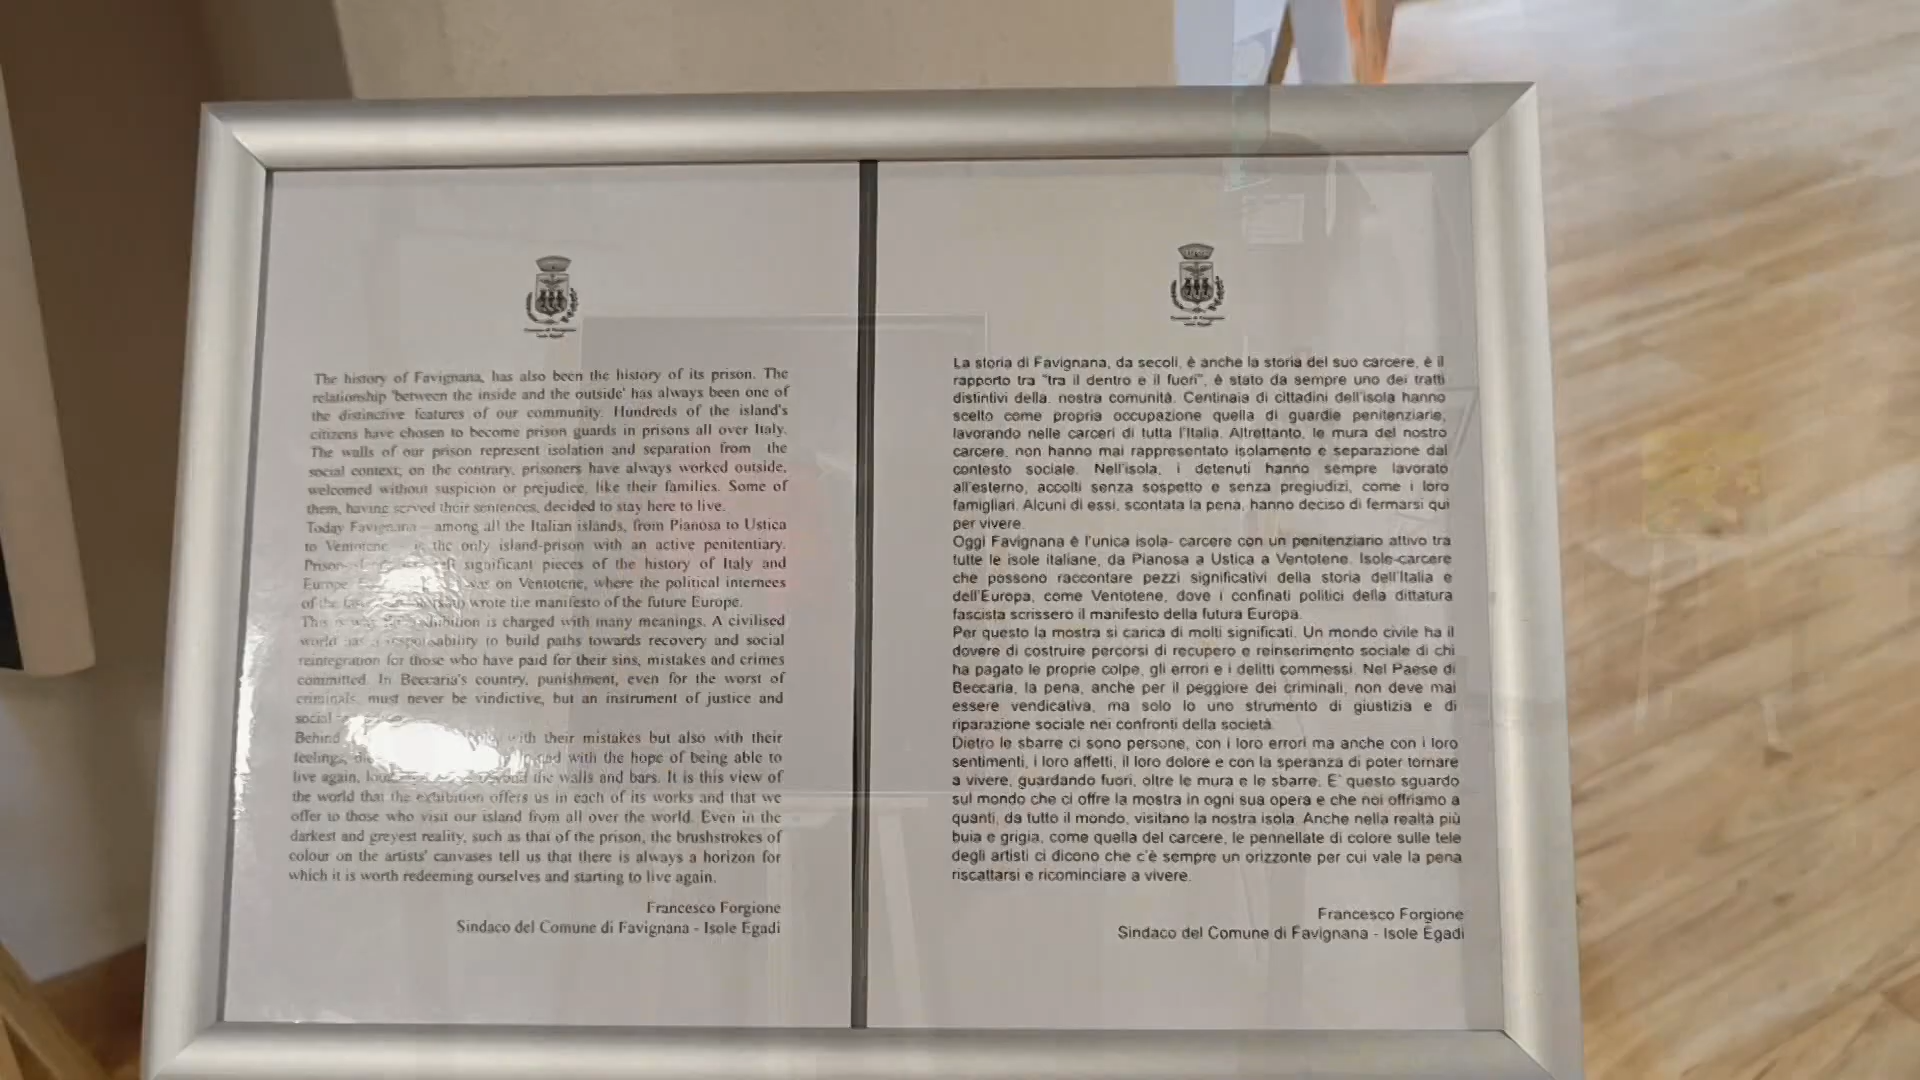 The history of Favignana, has also been the history of its prison. The
relationship 'between the inside and the outside' has always been one of
the distinctive features of our community. Hundreds of the island's
citizens have chosen to become prison guards in prisons all over Italy.
The walls of our prison represent isolation and separation from the
social context; on the contrary, prisoners have always worked outside,
welcomed without suspicion or prejudice, like their families. Some of
them, having served their sentences, decided to stay here to live.
Today Favignana - among all the Italian islands, from Pianosa to Ustica
to Ventotene is the only island-prison with an active penitentiary.
significant pieces of the history of Italy and
Europe on Ventotene, where the political internees
of the wrote the manifesto of the future Europe.
This is why exhibition is charged with many meanings. A civilised
world has a responsability to build paths towards recovery and social
reintegration for those who have paid for their sins, mistakes and crimes
committed. In Beccaria's country, punishment, even for the worst of
criminals, must never be vindictive, but an instrument of justice and
social
Behind with their mistakes but also with their
feelings, and with the hope of being able to
live again, the walls and bars. It is this view of
the world that the exhibition offers us in each of its works and that we
offer to those who visit our island from all over the world. Even in the
darkest and greyest reality, such as that of the prison, the brushstrokes of
colour on the artists' canvases tell us that there is always a horizon for
which it is worth redeeming ourselves and starting to live again.
Francesco Forgione
Sindaco del Comune di Favignana - Isole Egadi
La storia di Favignana, da secoli, è anche la storia del suo carcere, è il
rapporto tra "tra il dentro e il fuori", è stato da sempre uno dei tratti
distintivi della. nostra comunità. Centinaia di cittadini dell'isola hanno
scelto come propria occupazione quella di guardie penitenziarie,
lavorando nelle carceri di tutta l'Italia. Altrettanto, le mura del nostro
carcere, non hanno mai rappresentato isolamento e separazione dal
contesto sociale. Nell'isola, i detenuti hanno sempre lavorato
all'esterno, accolti senza sospetto e senza pregiudizi, come i loro
famigliari. Alcuni di essi, scontata la pena, hanno deciso di fermarsi qui
per vivere.
Oggi Favignana è l'unica isola- carcere con un penitenziario attivo tra
tutte le isole italiane, da Pianosa a Ustica a Ventotene. Isole-carcere
che possono raccontare pezzi significativi della storia dell'Italia e
dell'Europa, come Ventotene, dove i confinati politici della dittatura
fascista scrissero il manifesto della futura Europa.
Per questo la mostra si carica di molti significati. Un mondo civile ha il
dovere di costruire percorsi di recupero e reinserimento sociale di chi
ha pagato le proprie colpe, gli errori e i delitti commessi. Nel Paese di
Beccaria, la pena, anche per il peggiore dei criminali, non deve mai
essere vendicativa, ma solo lo uno strumento di giustizia e di
riparazione sociale nei confronti della società.
Dietro le sbarre ci sono persone, con i loro errori ma anche con i loro
sentimenti, i loro affetti, il loro dolore e con la speranza di poter tornare
a vivere, guardando fuori, oltre le mura e le sbarre. E' questo sguardo
sul mondo che ci offre la mostra in ogni sua opera e che noi offriamo a
quanti, da tutto il mondo, visitano la nostra isola. Anche nella realtà più
buia e grigia, come quella del carcere, le pennellate di colore sulle tele
degli artisti ci dicono che c'è sempre un orizzonte per cui vale la pena
riscattarsi e ricominciare a vivere.
Francesco Forgione
Sindaco del Comune di Favignana - Isole Egadi